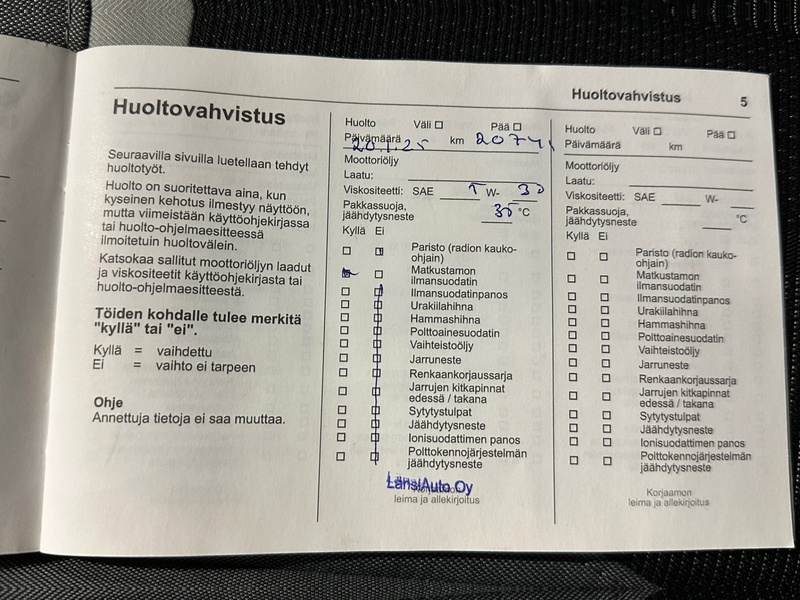 Huoltovahvistus 5
Huoltovahvistus
Seuraavilla sivuilla luetellaan tehdyt
huoltotyöt.
Huolto on suoritettava aina, kun
kyseinen kehotus ilmestyy näyttöön,
mutta viimeistään käyttöohjekirjassa
tai huolto-ohjelmaesitteessä
ilmoitetuin huoltovälein.
Katsokaa sallitut moottoriöljyn laadut
ja viskositeetit käyttöohjekirjasta tai
huolto-ohjelmaesitteestä.
Töiden kohdalle tulee merkitä
"kyllä" tai "ei".
Kyllä = vaihdettu
Ei = vaihto ei tarpeen
Ohje
Annettuja tietoja ei saa muuttaa.
Huolto Väli Pää
Päivämäärä 20.1.25 km
Moottoriöljy
Laatu:
Viskositeetti: SAE W- 30
Pakkassuoja,
jäähdytysneste 35 °C
Kyllä Ei
Paristo (radion kauko-
ohjain)
Matkustamon
ilmansuodatin
Ilmansuodatinpanos
Urakiilahihna
Hammashihna
Polttoainesuodatin
Vaihteistoöljy
Jarruneste
Renkaankorjaussarja
Jarrujen kitkapinnat
edessä / takana
Sytytystulpat
Jäähdytysneste
Ionisuodattimen panos
Polttokennojärjestelmän
jäähdytysneste
LänsiAuto Oy
Korjaamon
leima ja allekirjoitus
Huolto Väli Pää
Päivämäärä km
Moottoriöljy
Laatu:
Viskositeetti: SAE W-
Pakkassuoja,
jäähdytysneste °C
Kyllä Ei
Paristo (radion kauko-
ohjain)
Matkustamon
ilmansuodatin
Ilmansuodatinpanos
Urakiilahihna
Hammashihna
Polttoainesuodatin
Vaihteistoöljy
Jarruneste
Renkaankorjaussarja
Jarrujen kitkapinnat
edessä / takana
Sytytystulpat
Jäähdytysneste
Ionisuodattimen panos
Polttokennojärjestelmän
jäähdytysneste
Korjaamon
leima ja allekirjoitus